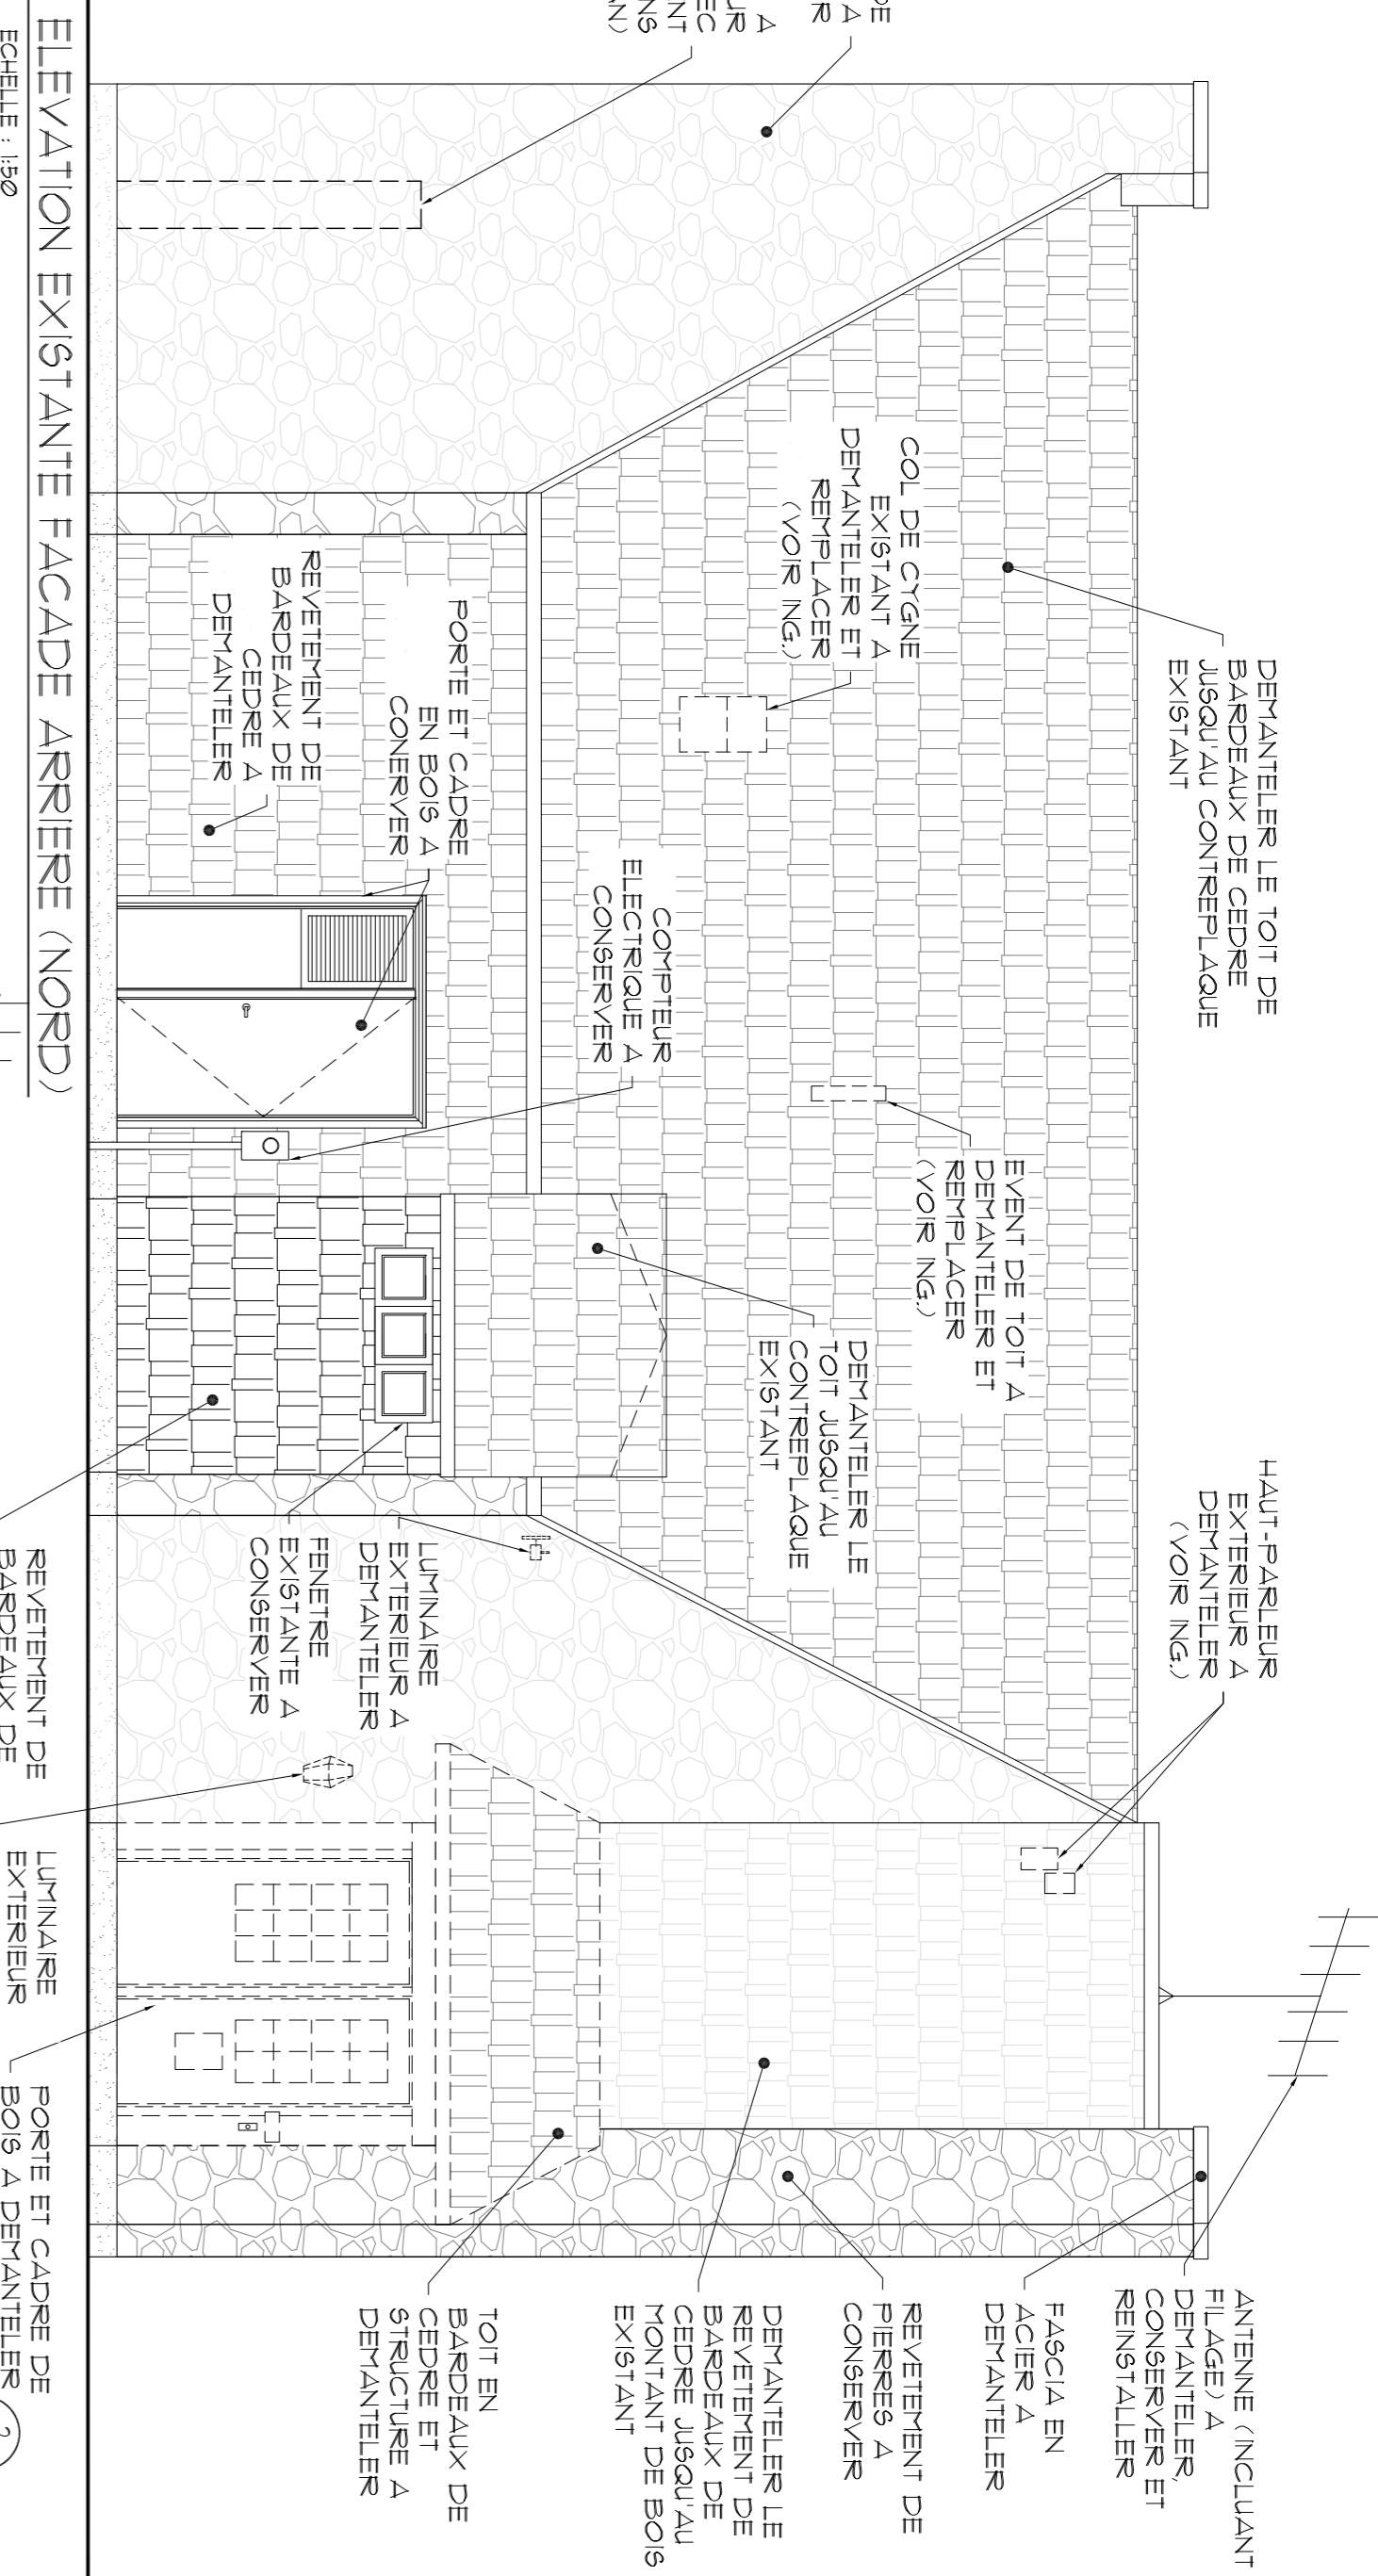 DEMANTELER LE TOIT DE
BARDEAUX DE CEDRE
JUSQU'AU CONTREPLAQUE
EXISTANT
HAUT-PARLEUR
EXTERIEUR A
DEMANTELER
(VOIR ING.)
ANTENNE (INCLUANT
FILAGE) A
DEMANTELER,
CONSERVER ET
REINSTALLER
FASCIA EN
ACIER A
DEMANTELER
REVETEMENT DE
PIERRES A
CONSERVER
DEMANTELER LE
REVETEMENT DE
BARDEAUX DE
CEDRE JUSQU'AU
MONTANT DE BOIS
EXISTANT
TOIT EN
BARDEAUX DE
CEDRE ET
STRUCTURE A
DEMANTELER
COL DE CYGNE
EXISTANT A
DEMANTELER ET
REMPLACER
(VOIR ING.)
EVENT DE TOIT A
DEMANTELER ET
REMPLACER
(VOIR ING.)
DEMANTELER LE
TOIT JUSQU'AU
CONTREPLAQUE
EXISTANT
COMPTEUR
ELECTRIQUE A
CONSERVER
PORTE ET CADRE
EN BOIS A
CONERVER
REVETEMENT DE
BARDEAUX DE
CEDRE A
DEMANTELER
LUMINAIRE
EXTERIEUR A
DEMANTELER
FENETRE
EXISTANTE A
CONSERVER
REVETEMENT DE
BARDEAUX DE
LUMINAIRE
EXTERIEUR
PORTE ET CADRE DE
BOIS A DEMANTELER
2
ELEVATION EXISTANTE FACADE ARRIERE (NORD)
ECHELLE : 1:50